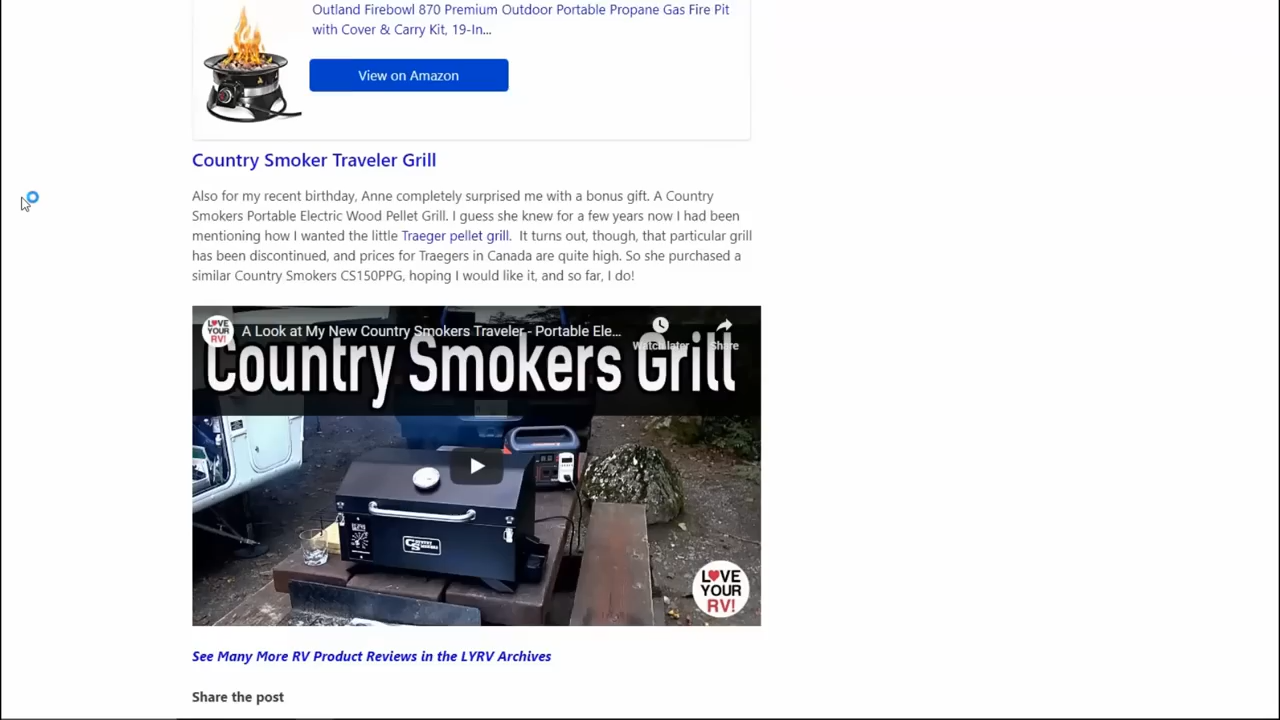 Outland Firebowl 870 Premium Outdoor Portable Propane Gas Fire Pit
with Cover & Carry Kit, 19-In...
View on Amazon
Country Smoker Traveler Grill
Also for my recent birthday, Anne completely surprised me with a bonus gift. A Country
Smokers Portable Electric Wood Pellet Grill. I guess she knew for a few years now I had been
mentioning how I wanted the little Traeger pellet grill. It turns out, though, that particular grill
has been discontinued, and prices for Traegers in Canada are quite high. So she purchased a
similar Country Smokers CS150PPG, hoping I would like it, and so far, I do!
LOVE
YOUR
RV!
A Look at My New Country Smokers Traveler - Portable Ele...
Watch later
Share
Country Smokers Grill
CS COUNTRY
SMOKERS
LOVE
YOUR
RV!
See Many More RV Product Reviews in the LYRV Archives
Share the post